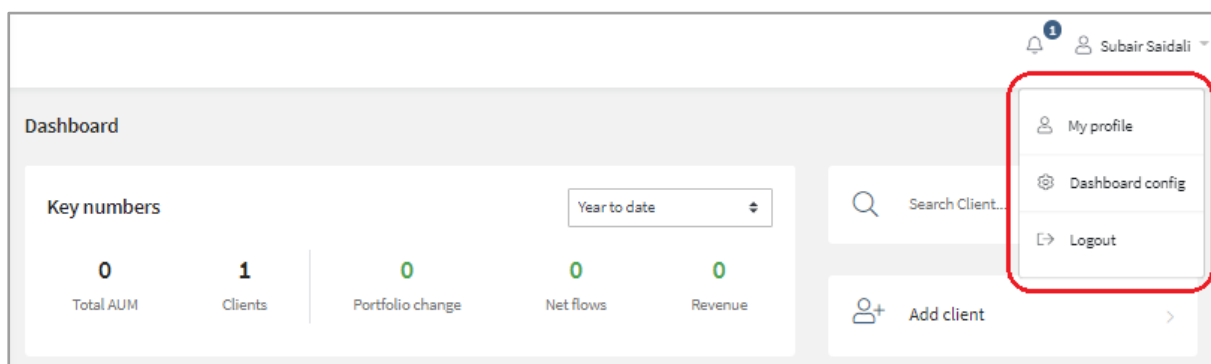 1
Subair Saidali
My profile
Dashboard config
Logout
Dashboard
Key numbers
Year to date
0
Total AUM
1
Clients
0
Portfolio change
0
Net flows
0
Revenue
Search Client...
Add client